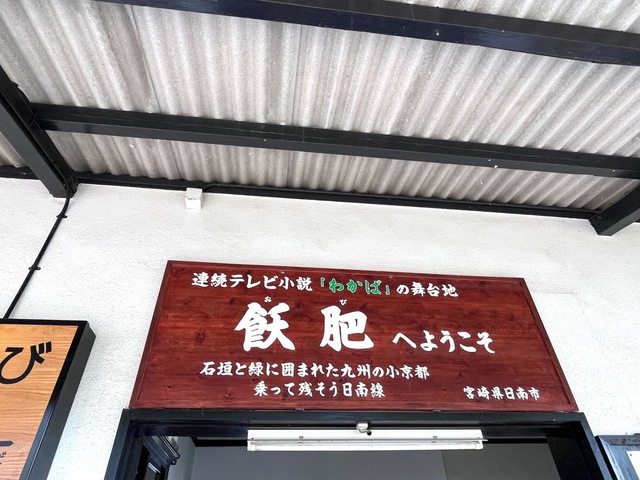 連続テレビ小説「わかば」の舞台地
おび
飫肥へようこそ
石垣と緑に囲まれた九州の小京都
乗って残そう日南線
宮崎県日南市
び